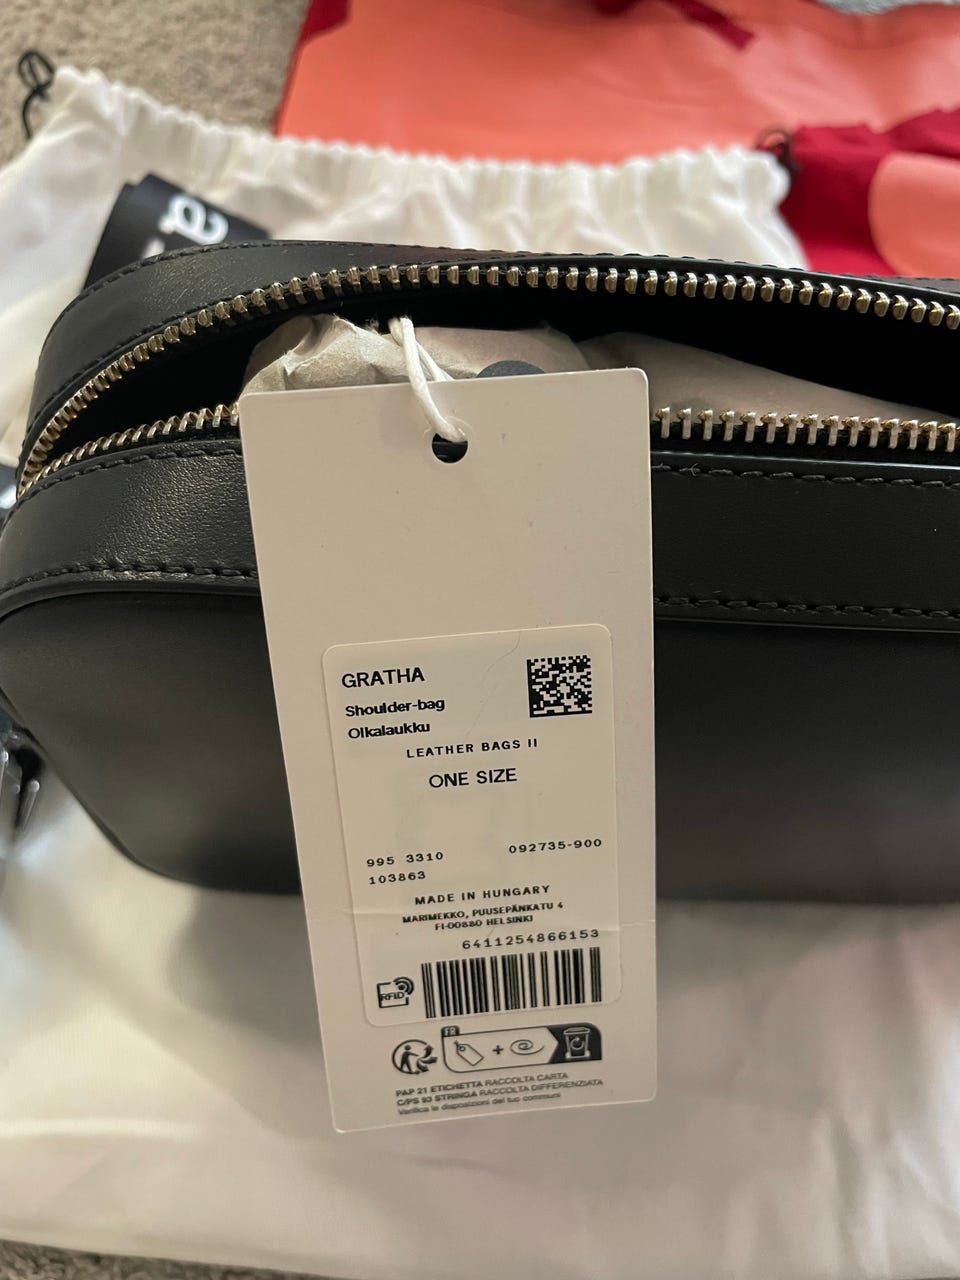 a
GRATHA
Shoulder-bag
Olkalaukku
LEATHER BAGS II
ONE SIZE
995 3310
092735-900
103863
MADE IN HUNGARY
MARIMEKKO, PUUSEPÄNKATU 4
FI-00880 HELSINKI
6411254866153
RFID
FR
+
PAP 21 ETICHETTA RACCOLTA CARTA
C/PS 93 STRINGA RACCOLTA DIFFERENZIATA
Verifica le disposizioni del tuo comune